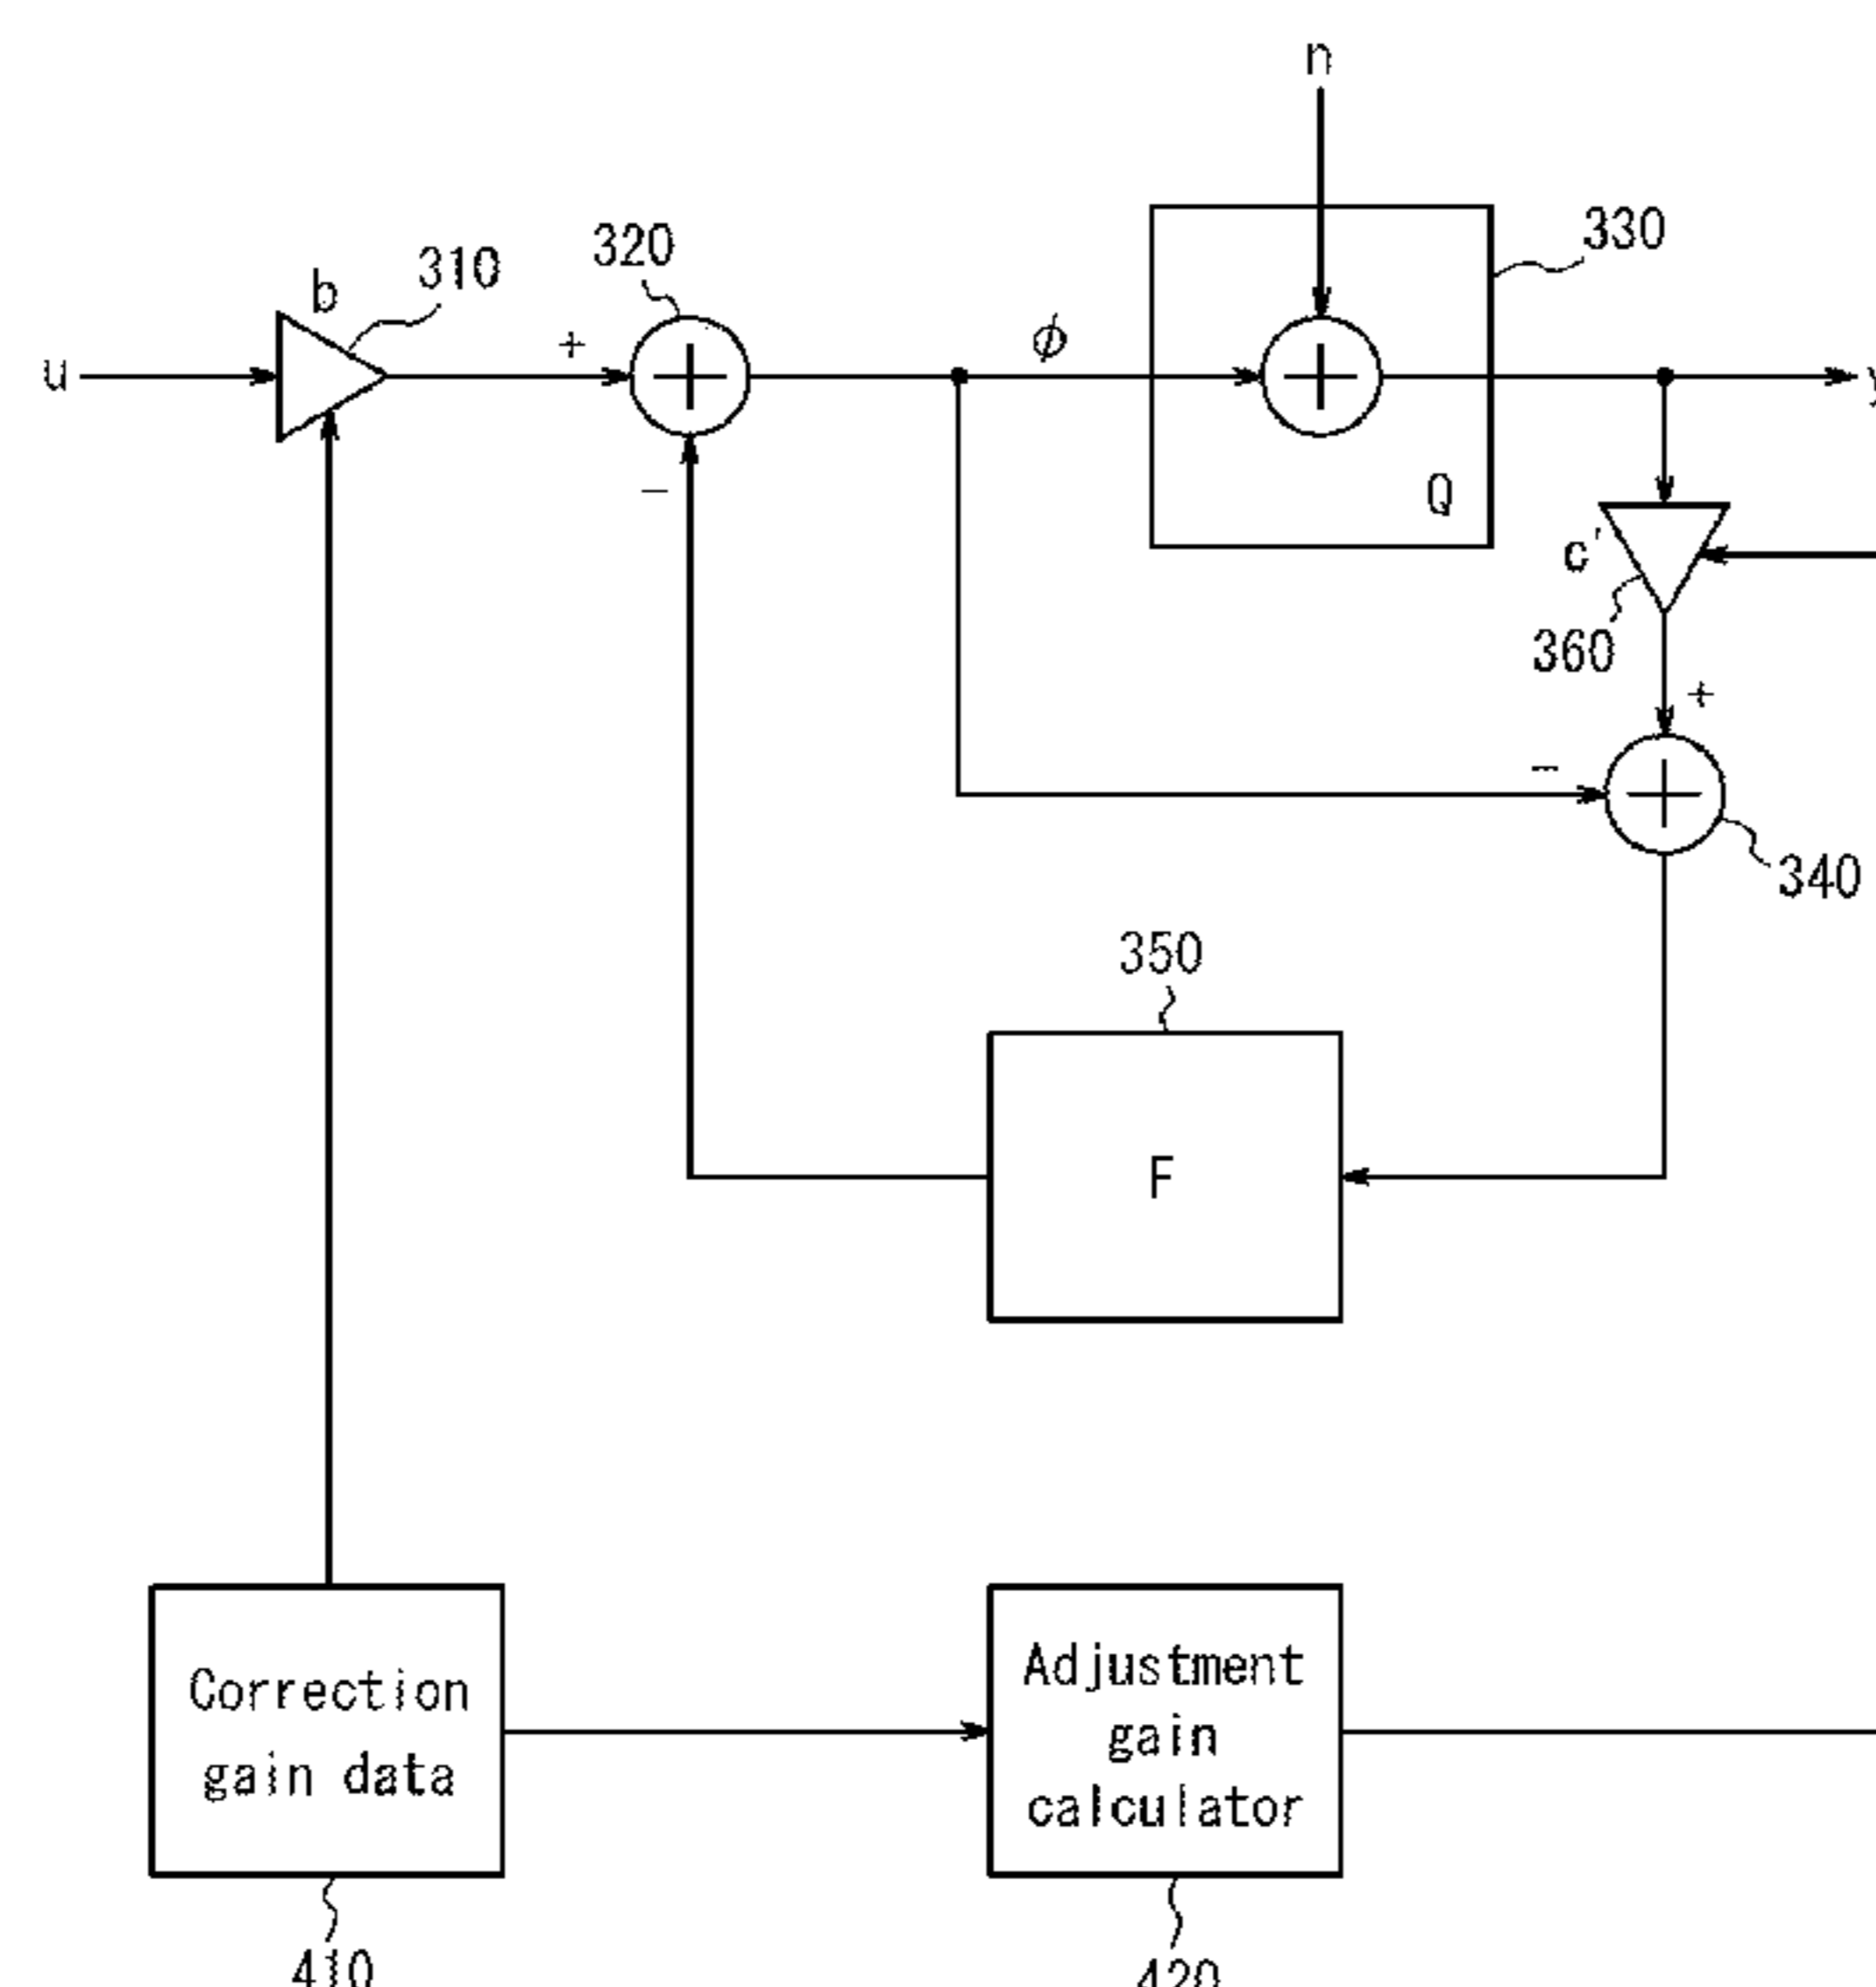 n
330
320
310
b
+
ϕ
u
+
+
y
-
Q
c'
360
+
-
+
340
350
F
Correction
gain data
Adjustment
gain
calculator
410
420